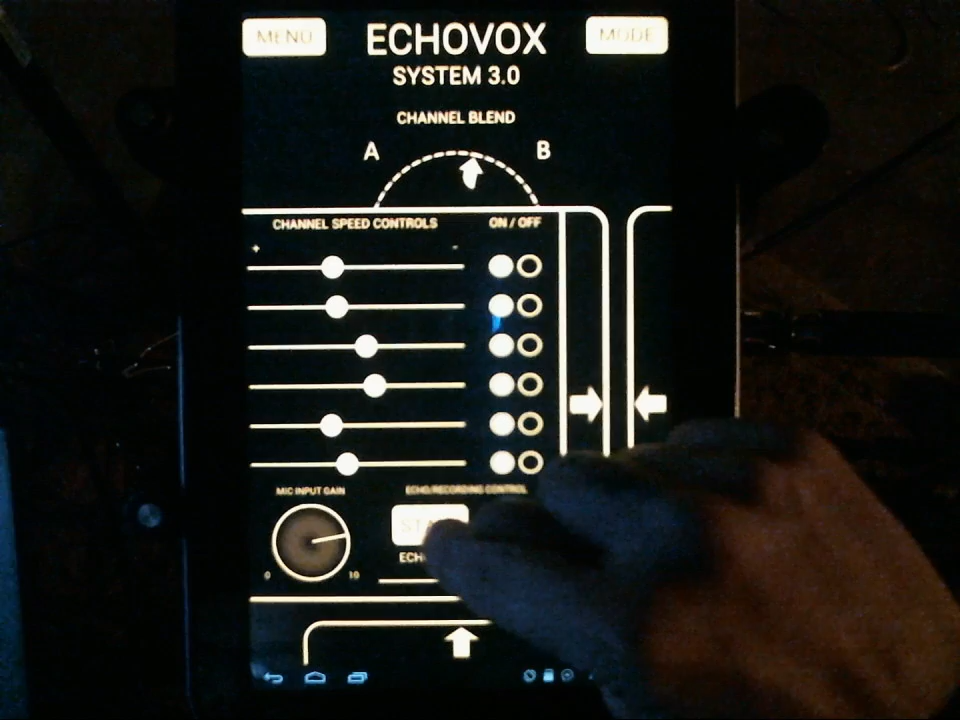 MENU
ECHOVOX
MODE
SYSTEM 3.0
CHANNEL BLEND
A
B
CHANNEL SPEED CONTROLS
ON / OFF
+
-
MIC INPUT GAIN
ECHO/RECORDING CONTROL
0
10